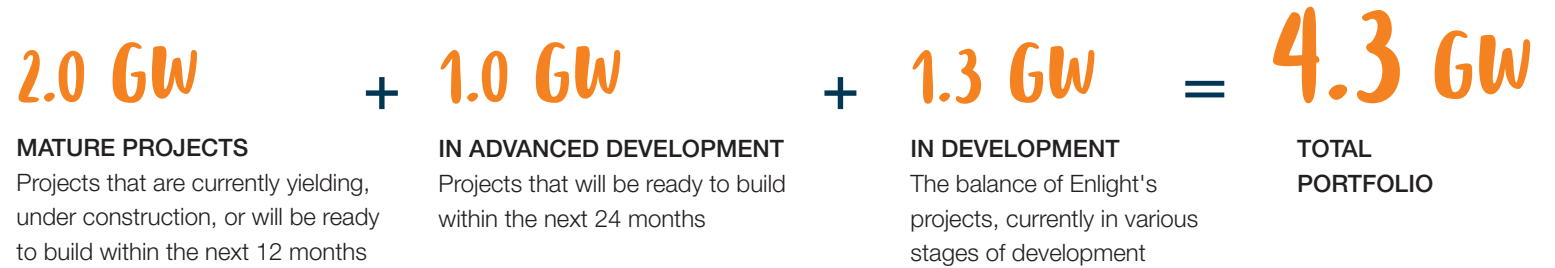 2.0 GW + 1.0 GW + 1.3 GW = 4.3 GW
MATURE PROJECTS
Projects that are currently yielding,
under construction, or will be ready
to build within the next 12 months
IN ADVANCED DEVELOPMENT
Projects that will be ready to build
within the next 24 months
IN DEVELOPMENT
The balance of Enlight's
projects, currently in various
stages of development
TOTAL
PORTFOLIO